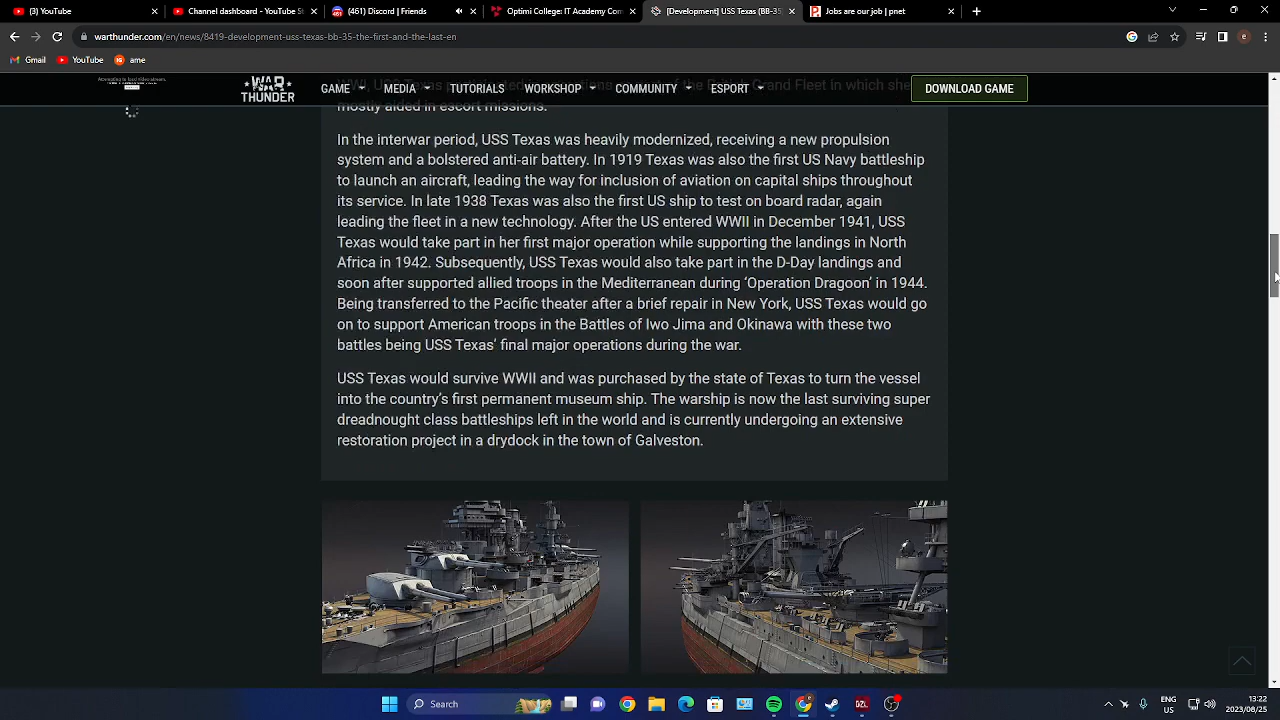 (3) YouTube
Channel dashboard - YouTube St
(461) Discord | Friends
Optimi College: IT Academy Com
[Development] USS Texas (BB-35
Jobs are our job | pnet
warthunder.com/en/news/8419-development-uss-texas-bb-35-the-first-and-the-last-en
Gmail
YouTube
ame
Attempting to load video stream.
WAR THUNDER
GAME
MEDIA
TUTORIALS
WORKSHOP
COMMUNITY
ESPORT
DOWNLOAD GAME
mostly aided in escort missions.
In the interwar period, USS Texas was heavily modernized, receiving a new propulsion
system and a bolstered anti-air battery. In 1919 Texas was also the first US Navy battleship
to launch an aircraft, leading the way for inclusion of aviation on capital ships throughout
its service. In late 1938 Texas was also the first US ship to test on board radar, again
leading the fleet in a new technology. After the US entered WWII in December 1941, USS
Texas would take part in her first major operation while supporting the landings in North
Africa in 1942. Subsequently, USS Texas would also take part in the D-Day landings and
soon after supported allied troops in the Mediterranean during ‘Operation Dragoon’ in 1944.
Being transferred to the Pacific theater after a brief repair in New York, USS Texas would go
on to support American troops in the Battles of Iwo Jima and Okinawa with these two
battles being USS Texas’ final major operations during the war.
USS Texas would survive WWII and was purchased by the state of Texas to turn the vessel
into the country’s first permanent museum ship. The warship is now the last surviving super
dreadnought class battleships left in the world and is currently undergoing an extensive
restoration project in a drydock in the town of Galveston.
Search
ENG
US
13:22
2023/08/25